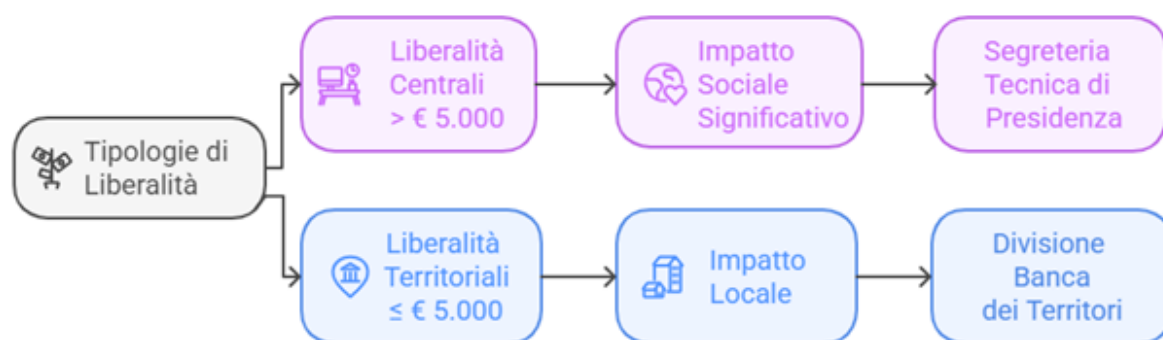 Tipologie di
Liberalità
Liberalità
Centrali
> € 5.000
Impatto
Sociale
Significativo
Segreteria
Tecnica di
Presidenza
Liberalità
Territoriali
≤ € 5.000
Impatto
Locale
Divisione
Banca
dei Territori